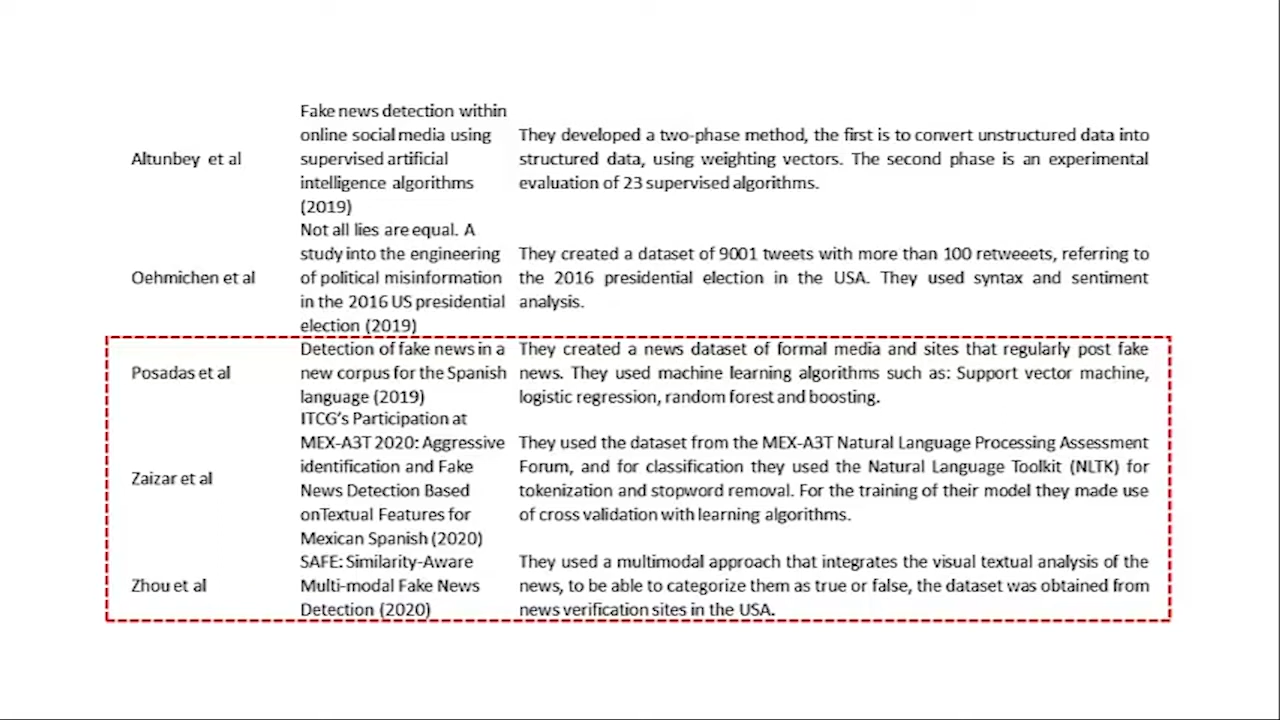 Altunbey et al
Fake news detection within
online social media using
supervised artificial
intelligence algorithms
(2019)
They developed a two-phase method, the first is to convert unstructured data into
structured data, using weighting vectors. The second phase is an experimental
evaluation of 23 supervised algorithms.
Oehmichen et al
Not all lies are equal. A
study into the engineering
of political misinformation
in the 2016 US presidential
election (2019)
They created a dataset of 9001 tweets with more than 100 retweeets, referring to
the 2016 presidential election in the USA. They used syntax and sentiment
analysis.
Posadas et al
Detection of fake news in a
new corpus for the Spanish
language (2019)
They created a news dataset of formal media and sites that regularly post fake
news. They used machine learning algorithms such as: Support vector machine,
logistic regression, random forest and boosting.
Zaizar et al
ITCG's Participation at
MEX-A3T 2020: Aggressive
identification and Fake
News Detection Based
onTextual Features for
Mexican Spanish (2020)
They used the dataset from the MEX-A3T Natural Language Processing Assessment
Forum, and for classification they used the Natural Language Toolkit (NLTK) for
tokenization and stopword removal. For the training of their model they made use
of cross validation with learning algorithms.
Zhou et al
SAFE: Similarity-Aware
Multi-modal Fake News
Detection (2020)
They used a multimodal approach that integrates the visual textual analysis of the
news, to be able to categorize them as true or false, the dataset was obtained from
news verification sites in the USA.